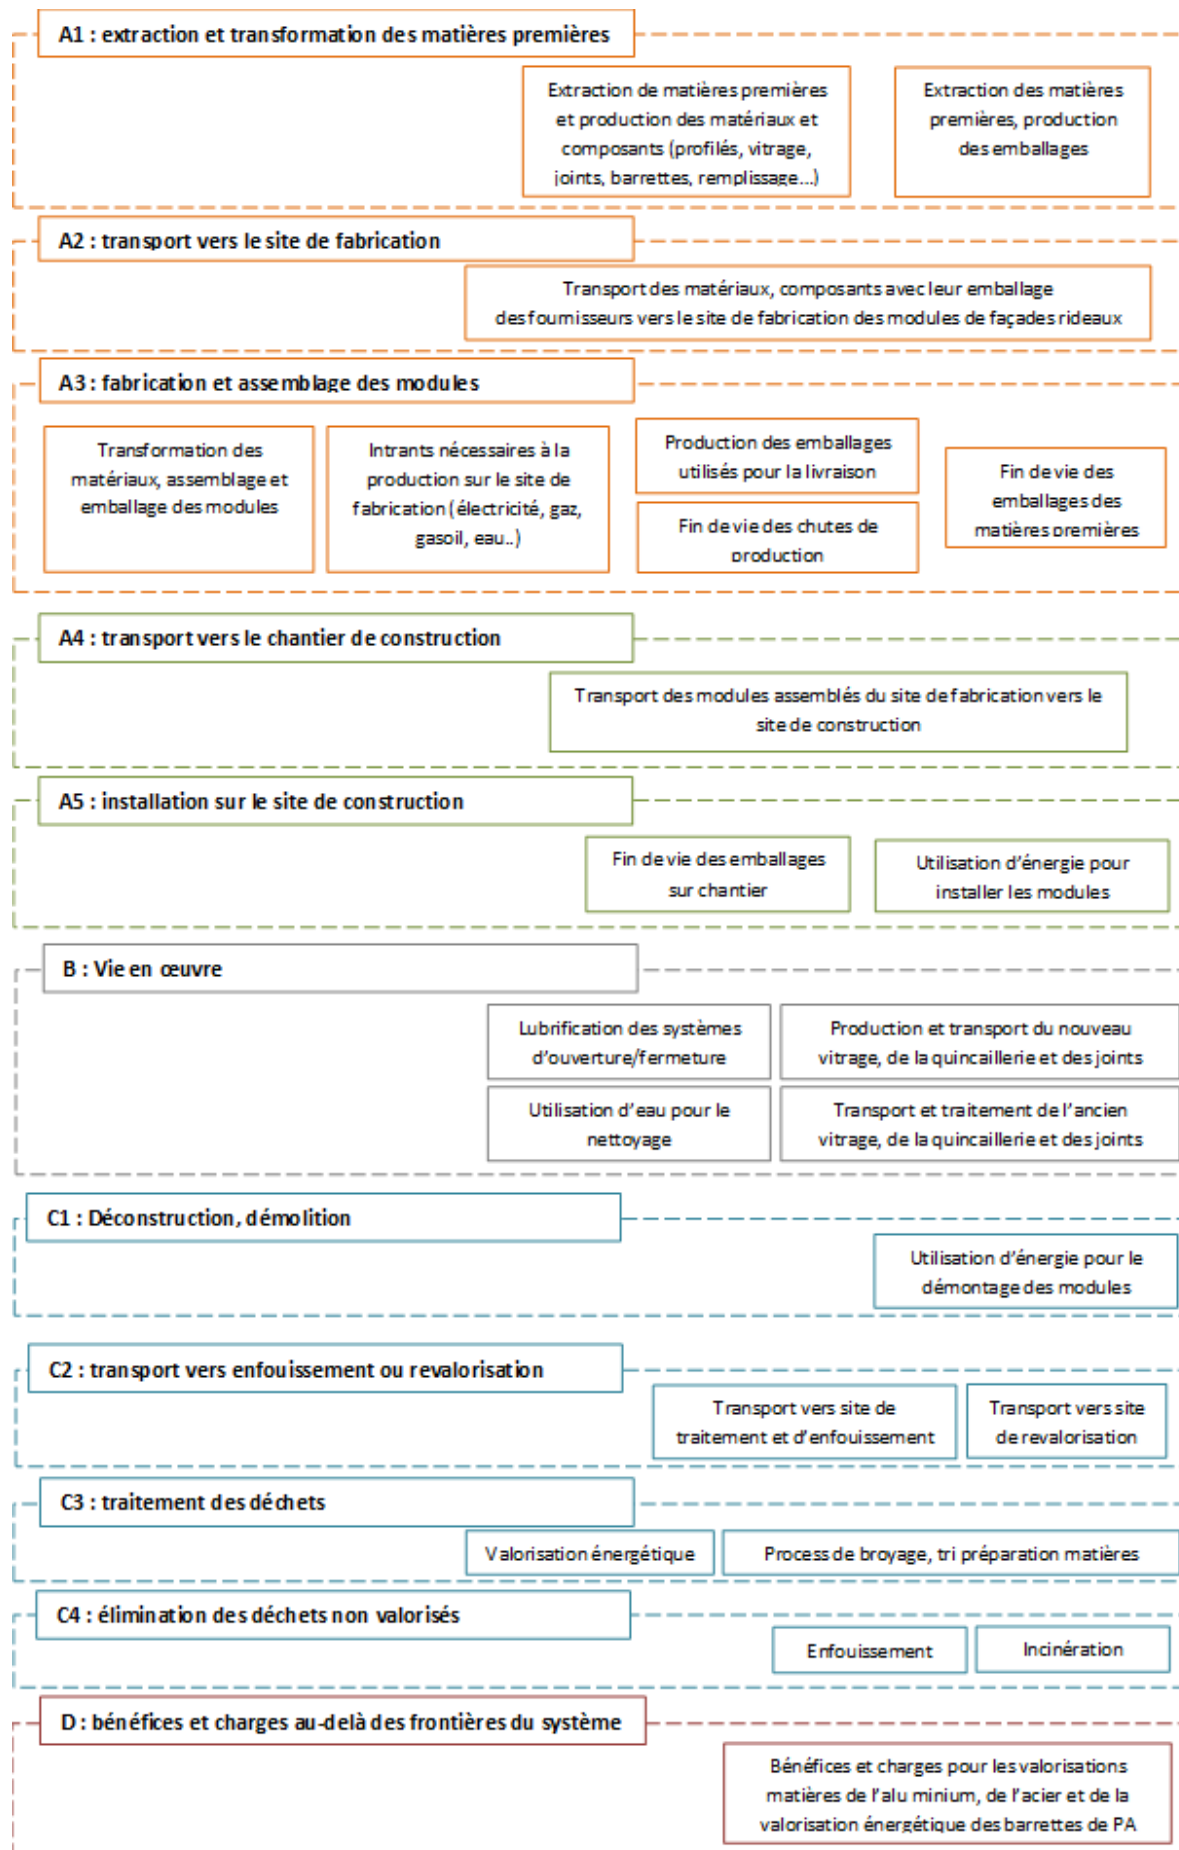 A1 : extraction et transformation des matières premières
Extraction de matières premières
et production des matériaux et
composants (profilés, vitrage,
joints, barrettes, remplissage...)
Extraction des matières
premières, production
des emballages
A2 : transport vers le site de fabrication
Transport des matériaux, composants avec leur emballage
des fournisseurs vers le site de fabrication des modules de façades rideaux
A3 : fabrication et assemblage des modules
Transformation des
matériaux, assemblage et
emballage des modules
Intrants nécessaires à la
production sur le site de
fabrication (électricité, gaz,
gasoil, eau..)
Production des emballages
utilisés pour la livraison
Fin de vie des chutes de
production
Fin de vie des
emballages des
matières premières
A4 : transport vers le chantier de construction
Transport des modules assemblés du site de fabrication vers le
site de construction
A5 : installation sur le site de construction
Fin de vie des emballages
sur chantier
Utilisation d'énergie pour
installer les modules
B : Vie en œuvre
Lubrification des systèmes
d'ouverture/fermeture
Production et transport du nouveau
vitrage, de la quincaillerie et des joints
Utilisation d'eau pour le
nettoyage
Transport et traitement de l'ancien
vitrage, de la quincaillerie et des joints
C1 : Déconstruction, démolition
Utilisation d'énergie pour le
démontage des modules
C2 : transport vers enfouissement ou revalorisation
Transport vers site de
traitement et d'enfouissement
Transport vers site
de revalorisation
C3 : traitement des déchets
Valorisation énergétique
Process de broyage, tri préparation matières
C4 : élimination des déchets non valorisés
Enfouissement
Incinération
D : bénéfices et charges au-delà des frontières du système
Bénéfices et charges pour les valorisations
matières de l'alu minium, de l'acier et de la
valorisation énergétique des barrettes de PA